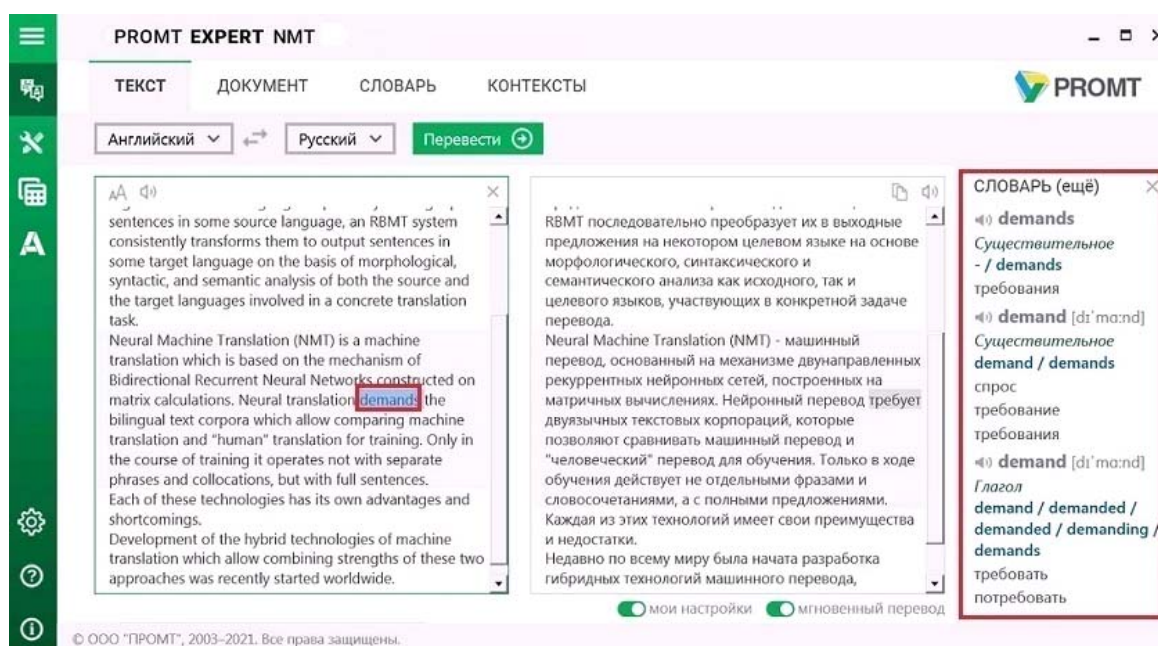 PROMT EXPERT NMT
ТЕКСТ ДОКУМЕНТ СЛОВАРЬ КОНТЕКСТЫ
PROMT
Английский Русский Перевести
sentences in some source language, an RBMT system
consistently transforms them to output sentences in
some target language on the basis of morphological,
syntactic, and semantic analysis of both the source and
the target languages involved in a concrete translation
task.
Neural Machine Translation (NMT) is a machine
translation which is based on the mechanism of
Bidirectional Recurrent Neural Networks constructed on
matrix calculations. Neural translation demands the
bilingual text corpora which allow comparing machine
translation and “human” translation for training. Only in
the course of training it operates not with separate
phrases and collocations, but with full sentences.
Each of these technologies has its own advantages and
shortcomings.
Development of the hybrid technologies of machine
translation which allow combining strengths of these two
approaches was recently started worldwide.
RBMT последовательно преобразует их в выходные
предложения на некотором целевом языке на основе
морфологического, синтаксического и
семантического анализа как исходного, так и
целевого языков, участвующих в конкретной задаче
перевода.
Neural Machine Translation (NMT) - машинный
перевод, основанный на механизме двунаправленных
рекуррентных нейронных сетей, построенных на
матричных вычислениях. Нейронный перевод требует
двуязычных текстовых корпораций, которые
позволяют сравнивать машинный перевод и
"человеческий" перевод для обучения. Только в ходе
обучения действует не отдельными фразами и
словосочетаниями, а с полными предложениями.
Каждая из этих технологий имеет свои преимущества
и недостатки.
Недавно по всему миру была начата разработка
гибридных технологий машинного перевода,
СЛОВАРЬ (ещё)
demands
Существительное
- / demands
требования
demand [dɪˈmɑːnd]
Существительное
demand / demands
спрос
требование
требования
demand [dɪˈmɑːnd]
Глагол
demand / demanded /
demanded / demanding /
demands
требовать
потребовать
мои настройки мгновенный перевод
© ООО "ПРОМТ", 2003–2021. Все права защищены.